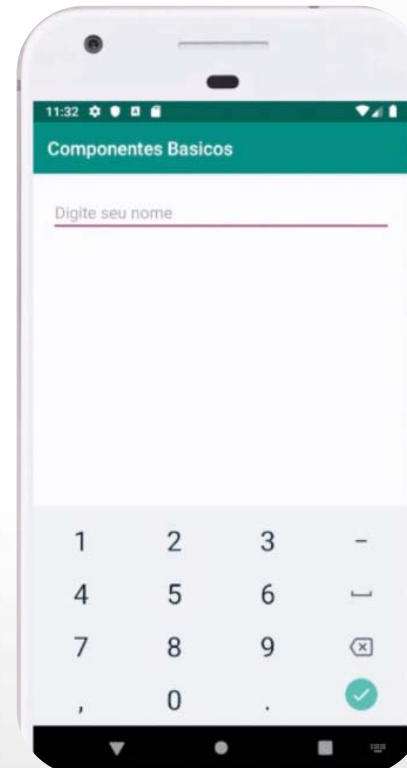 11:32
Componentes Basicos
Digite seu nome
1 2 3 -
4 5 6
7 8 9
, 0 .